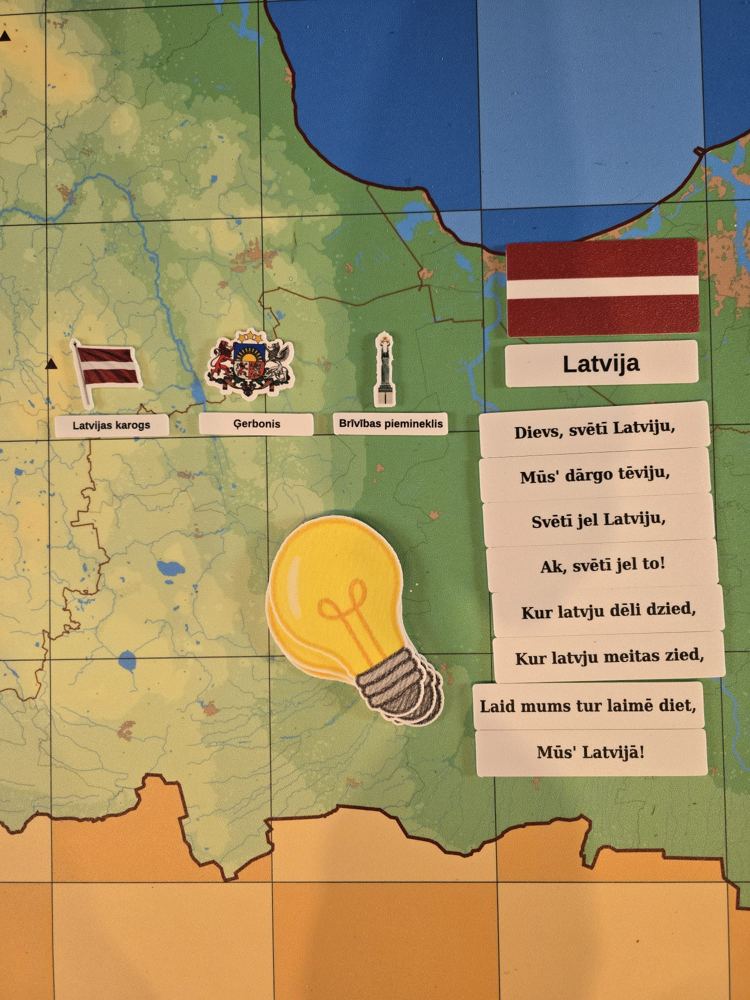 Latvija
Latvijas karogs
Ģerbonis
Brīvības piemineklis
Dievs, svētī Latviju,
Mūs' dārgo tēviju,
Svētī jel Latviju,
Ak, svētī jel to!
Kur latvju dēli dzied,
Kur latvju meitas zied,
Laid mums tur laimē diet,
Mūs' Latvijā!